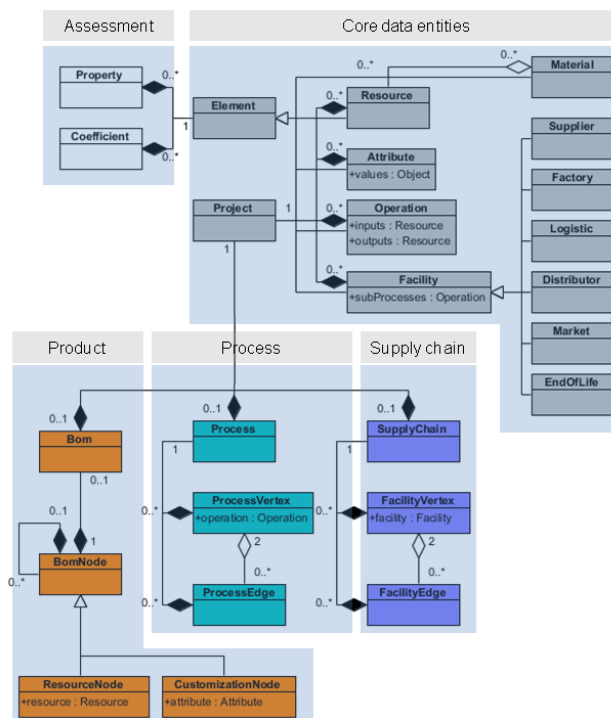 Assessment
Core data entities
Property
0..*
Coefficient
0..*
1
Element
0..*
Resource
0..*
0..*
Material
0..*
Attribute
+values : Object
Project
1
1
0..*
Operation
+inputs : Resource
+outputs : Resource
0..*
Facility
+subProcesses : Operation
Supplier
Factory
Logistic
Distributor
Market
EndOfLife
Product
Process
Supply chain
0..1
Bom
0..1
0..1
1
BomNode
0..*
ResourceNode
+resource : Resource
CustomizationNode
+attribute : Attribute
0..1
Process
1
0..*
ProcessVertex
+operation : Operation
2
0..*
0..*
ProcessEdge
0..1
SupplyChain
1
0..*
FacilityVertex
+facility : Facility
2
0..*
0..*
FacilityEdge